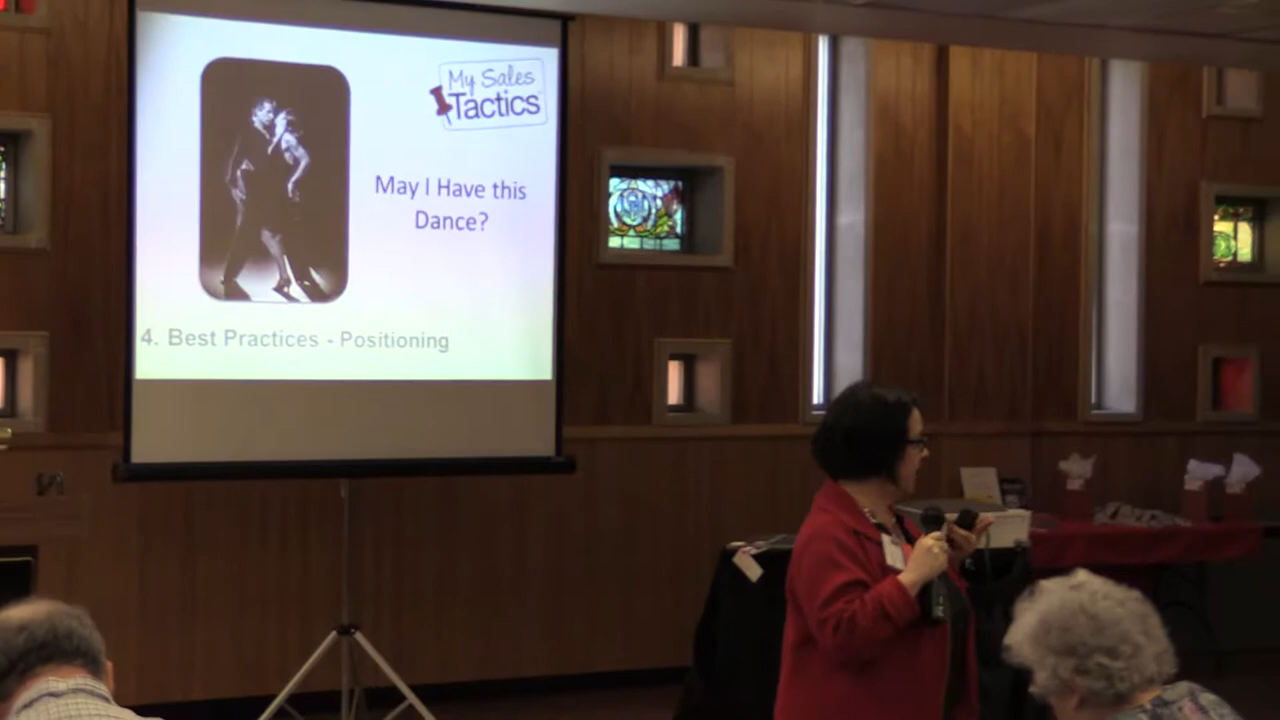 My Sales
Tactics
May I Have this
Dance?
4. Best Practices - Positioning